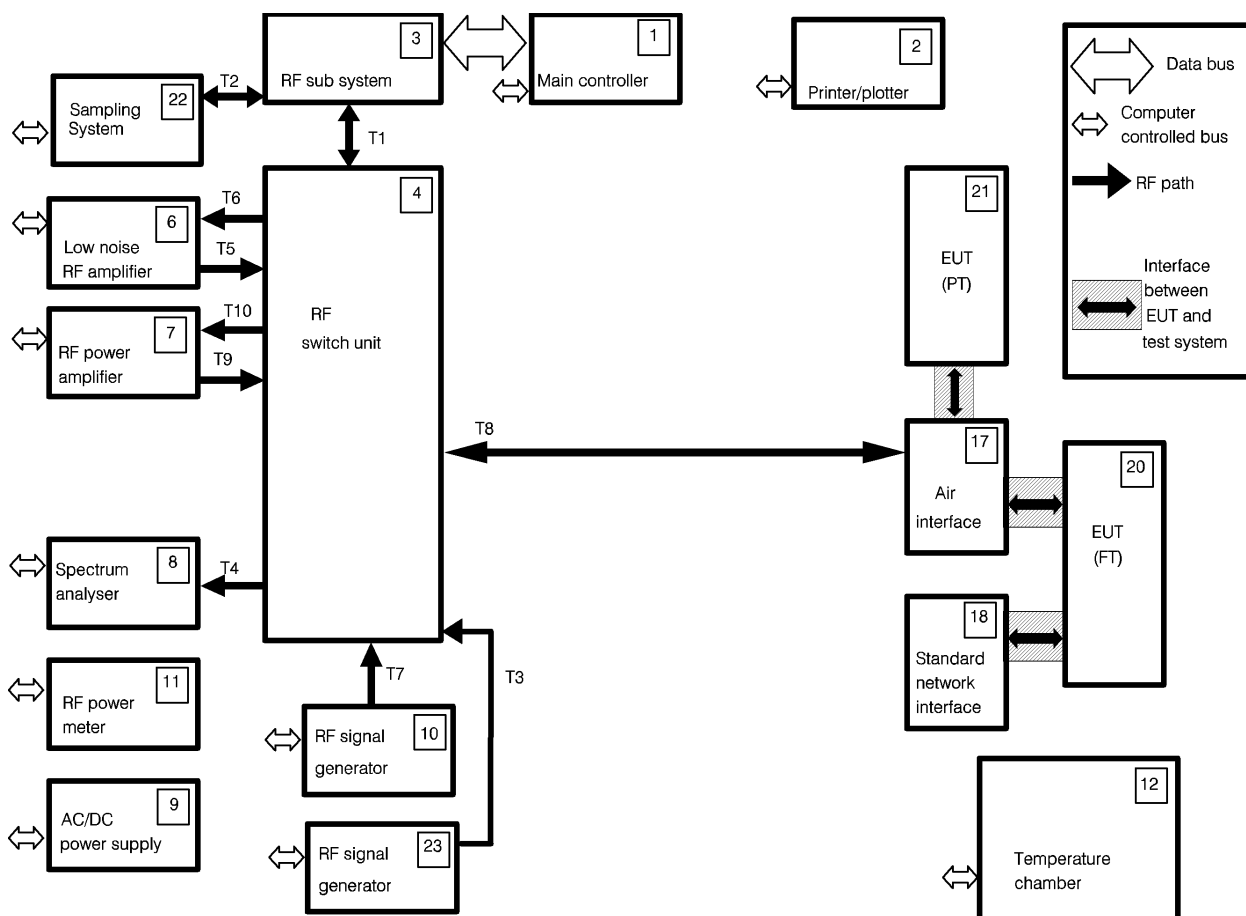 3
RF sub system
1
Main controller
2
Printer/plotter
Data bus
Computer
controlled bus
RF path
Interface
between
EUT and
test system
T2
22
Sampling
System
T1
4
RF
switch unit
T6
6
Low noise
RF amplifier
T5
T10
7
RF power
amplifier
T9
21
EUT
(PT)
T8
17
Air
interface
20
EUT
(FT)
8
Spectrum
analyser
T4
18
Standard
network
interface
11
RF power
meter
T7
T3
10
RF signal
generator
9
AC/DC
power supply
23
RF signal
generator
12
Temperature
chamber